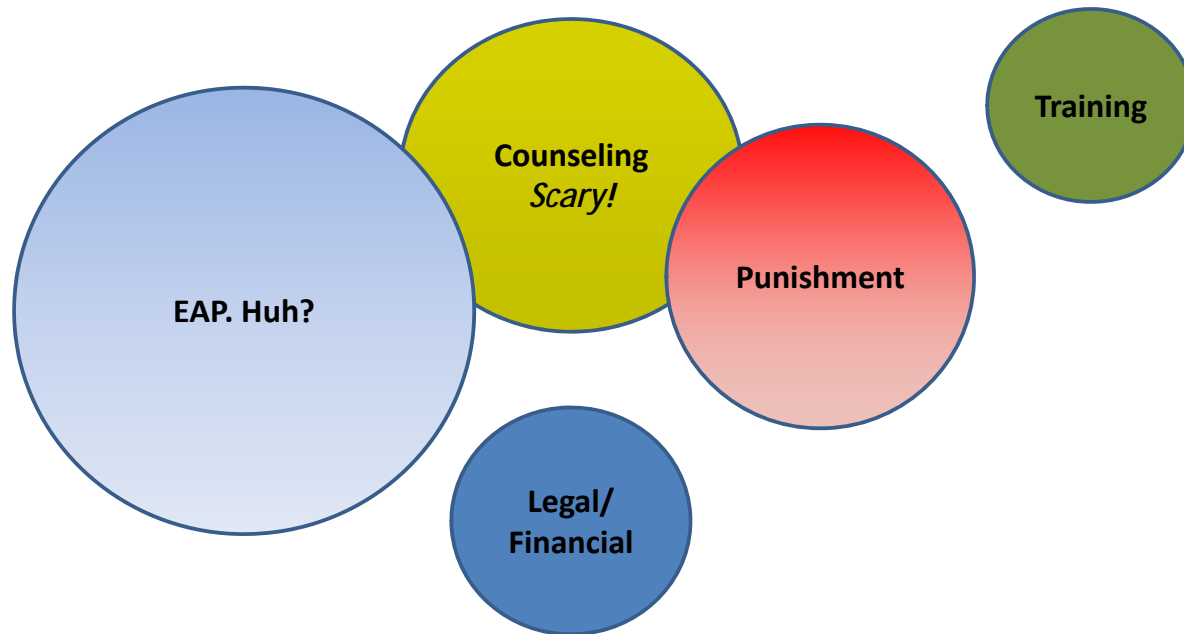 Training
Counseling
Scary!
Punishment
EAP. Huh?
Legal/
Financial